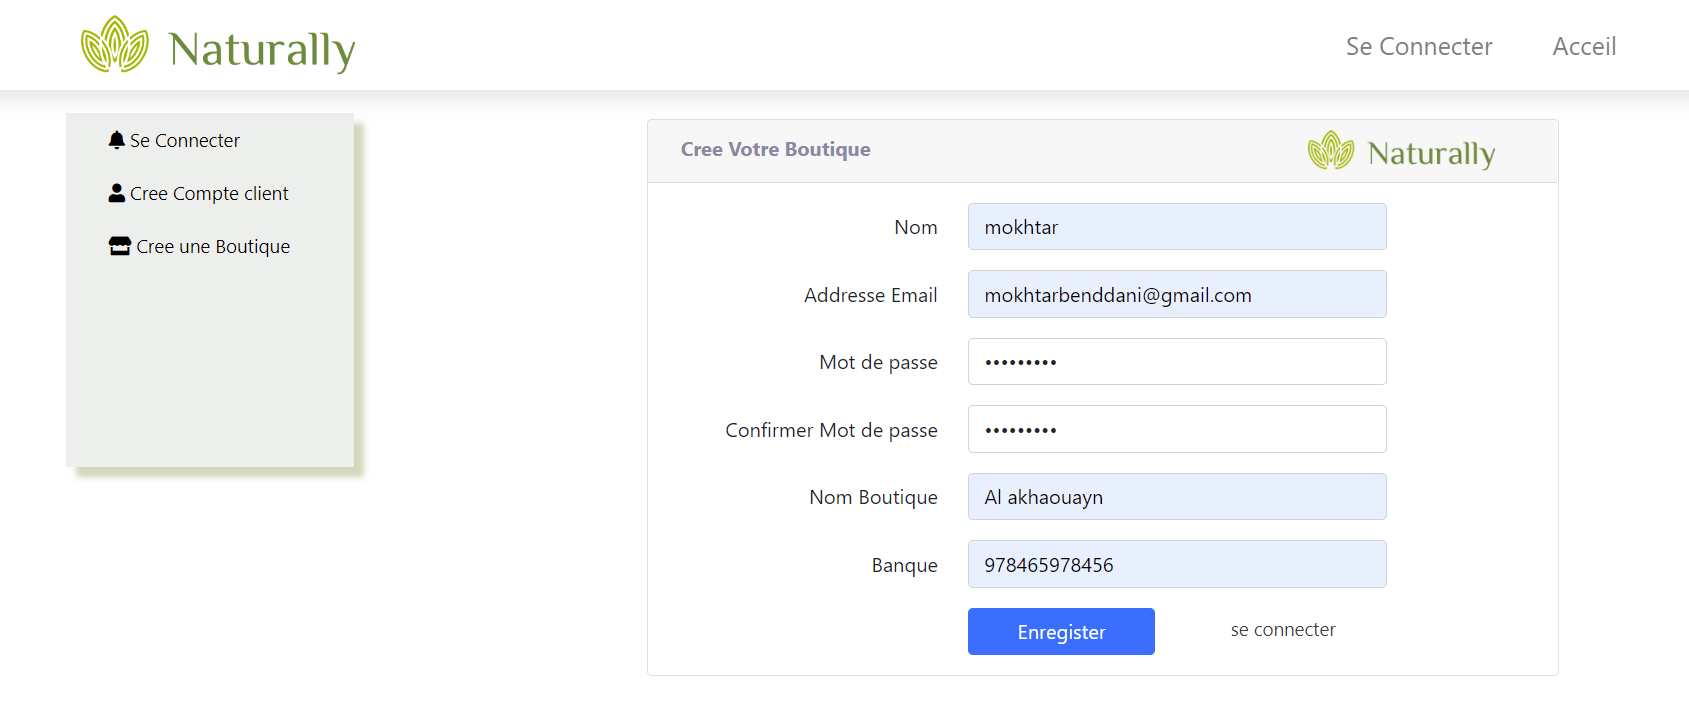 Naturally
Se Connecter
Acceil
Se Connecter
Cree Compte client
Cree une Boutique
Cree Votre Boutique
Naturally
Nom
mokhtar
Addresse Email
mokhtarbenddani@gmail.com
Mot de passe
•••••••••
Confirmer Mot de passe
•••••••••
Nom Boutique
Al akhaouayn
Banque
978465978456
Enregister
se connecter